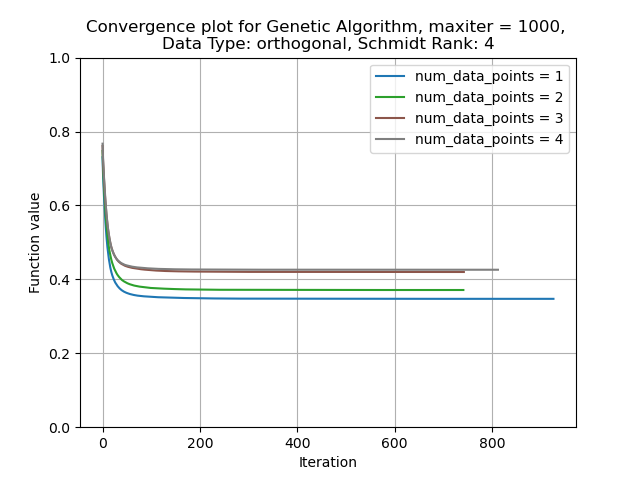 Convergence plot for Genetic Algorithm, maxiter = 1000,
Data Type: orthogonal, Schmidt Rank: 4
num_data_points = 1
num_data_points = 2
num_data_points = 3
num_data_points = 4
Function value
1.0
0.8
0.6
0.4
0.2
0.0
0 200 400 600 800
Iteration